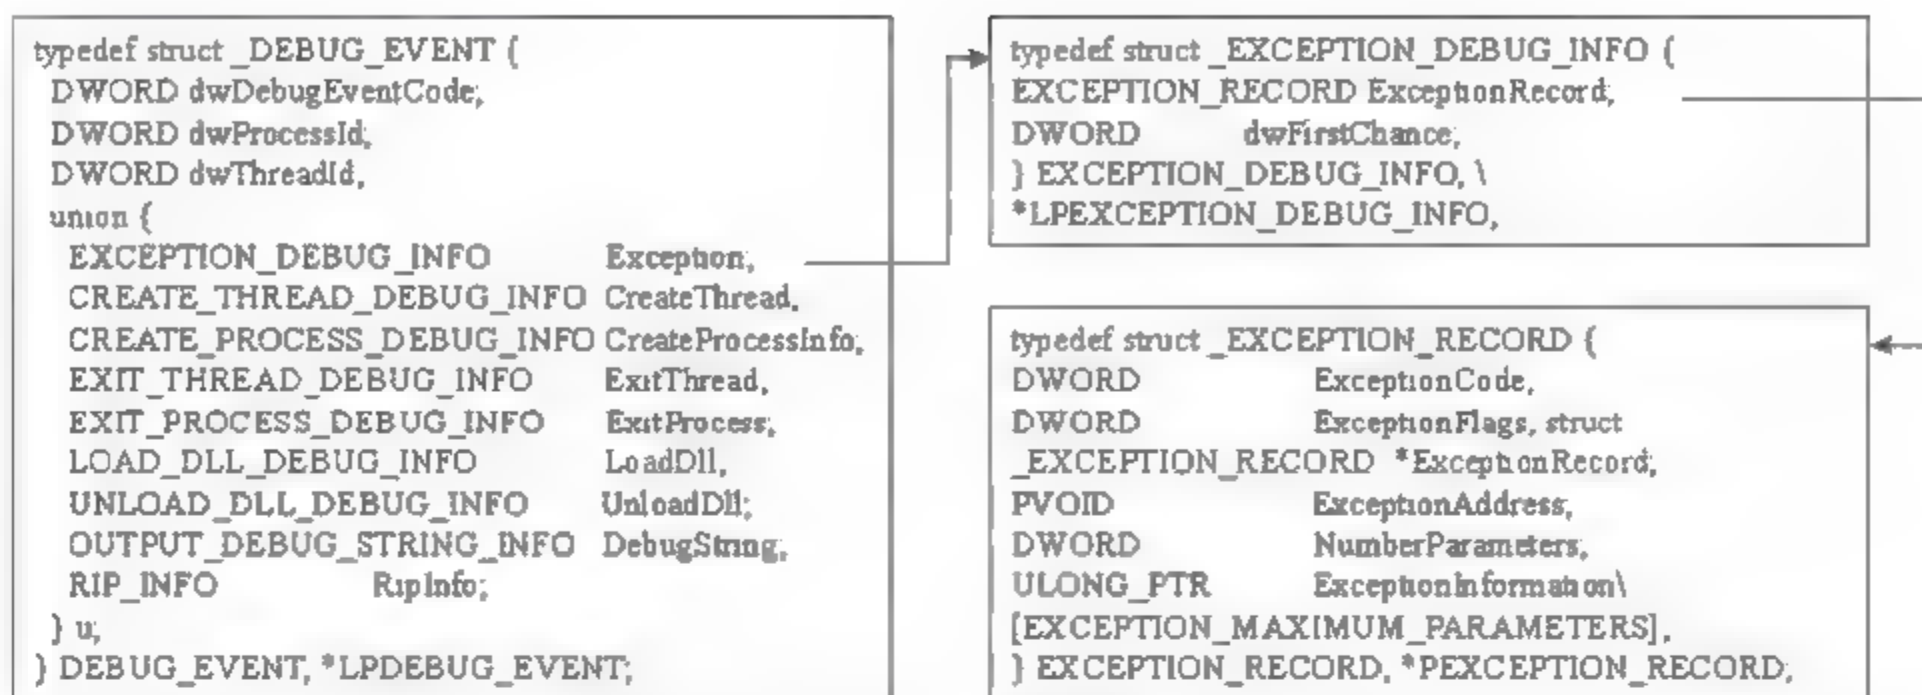 typedef struct _DEBUG_EVENT {
DWORD dwDebugEventCode;
DWORD dwProcessId;
DWORD dwThreadId,
union {
EXCEPTION_DEBUG_INFO Exception;
CREATE_THREAD_DEBUG_INFO CreateThread,
CREATE_PROCESS_DEBUG_INFO CreateProcessInfo;
EXIT_THREAD_DEBUG_INFO ExitThread,
EXIT_PROCESS_DEBUG_INFO ExitProcess;
LOAD_DLL_DEBUG_INFO LoadDll,
UNLOAD_DLL_DEBUG_INFO UnloadDll;
OUTPUT_DEBUG_STRING_INFO DebugString;
RIP_INFO RipInfo;
} u;
} DEBUG_EVENT, *LPDEBUG_EVENT;
typedef struct _EXCEPTION_DEBUG_INFO {
EXCEPTION_RECORD ExceptionRecord;
DWORD dwFirstChance;
} EXCEPTION_DEBUG_INFO, \
*LPEXCEPTION_DEBUG_INFO,
typedef struct _EXCEPTION_RECORD {
DWORD ExceptionCode,
DWORD ExceptionFlags, struct
_EXCEPTION_RECORD *ExceptionRecord;
PVOID ExceptionAddress,
DWORD NumberParameters,
ULONG_PTR ExceptionInformation\
[EXCEPTION_MAXIMUM_PARAMETERS],
} EXCEPTION_RECORD, *PEXCEPTION_RECORD;